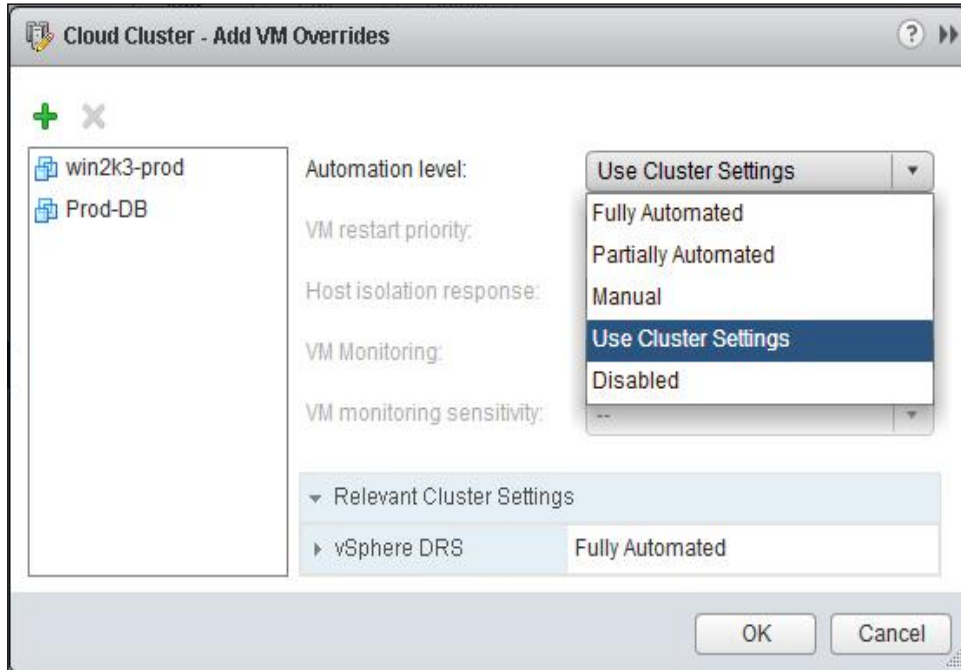 Cloud Cluster - Add VM Overrides
?
win2k3-prod
Prod-DB
Automation level:
Use Cluster Settings
Fully Automated
Partially Automated
Manual
Use Cluster Settings
Disabled
VM restart priority:
Host isolation response:
VM Monitoring:
VM monitoring sensitivity:
--
Relevant Cluster Settings
vSphere DRS
Fully Automated
OK
Cancel